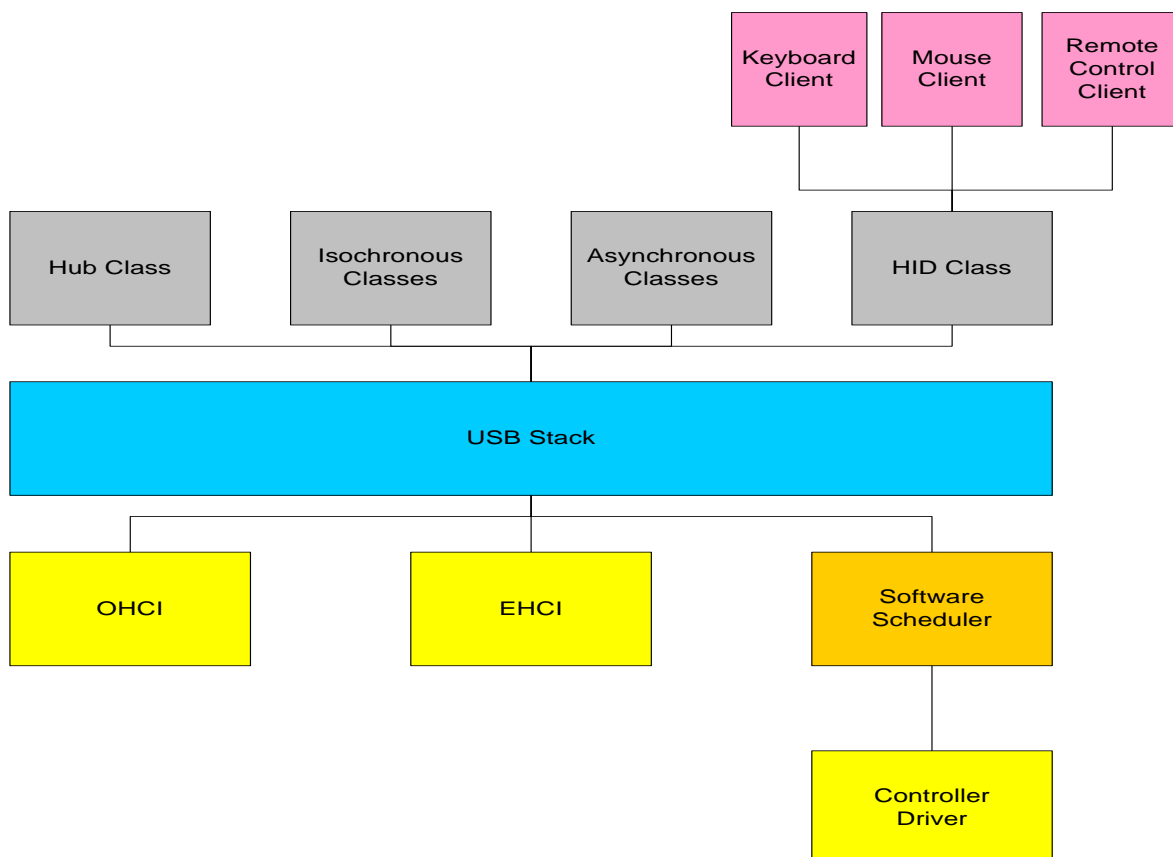 Keyboard
Client
Mouse
Client
Remote
Control
Client
Hub Class
Isochronous
Classes
Asynchronous
Classes
HID Class
USB Stack
OHCI
EHCI
Software
Scheduler
Controller
Driver